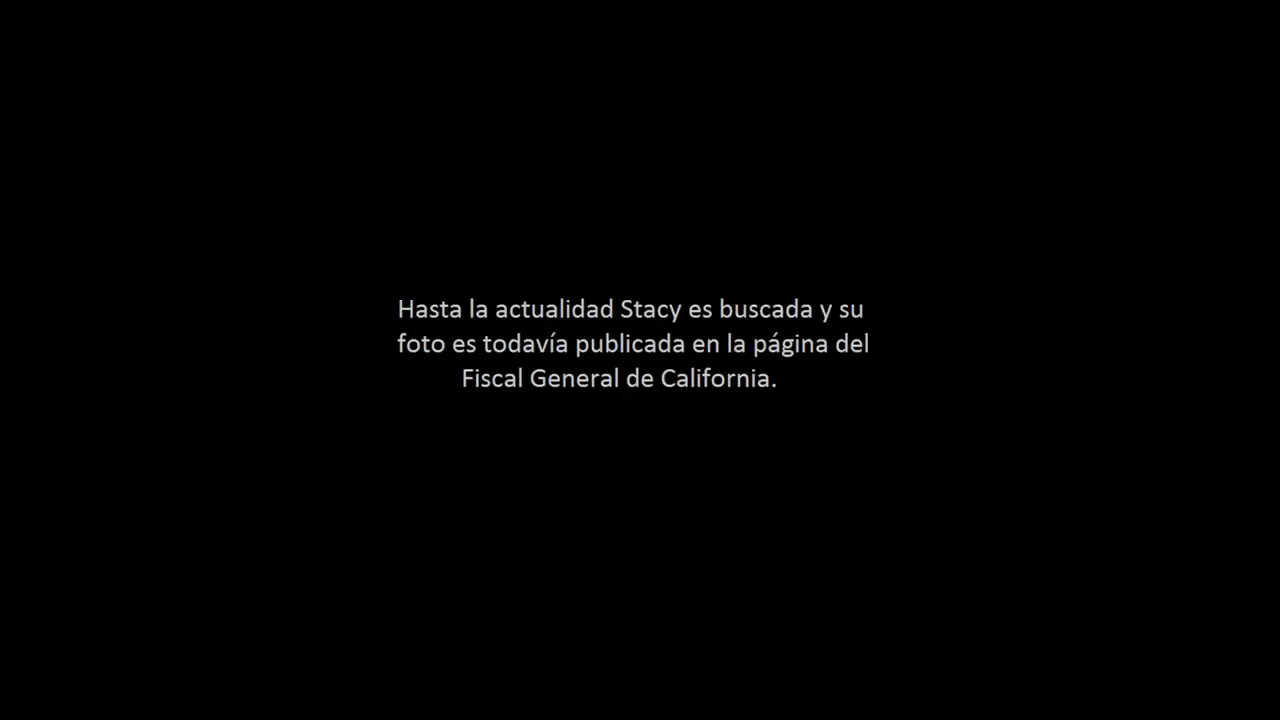 Hasta la actualidad Stacy es buscada y su
foto es todavía publicada en la página del
Fiscal General de California.